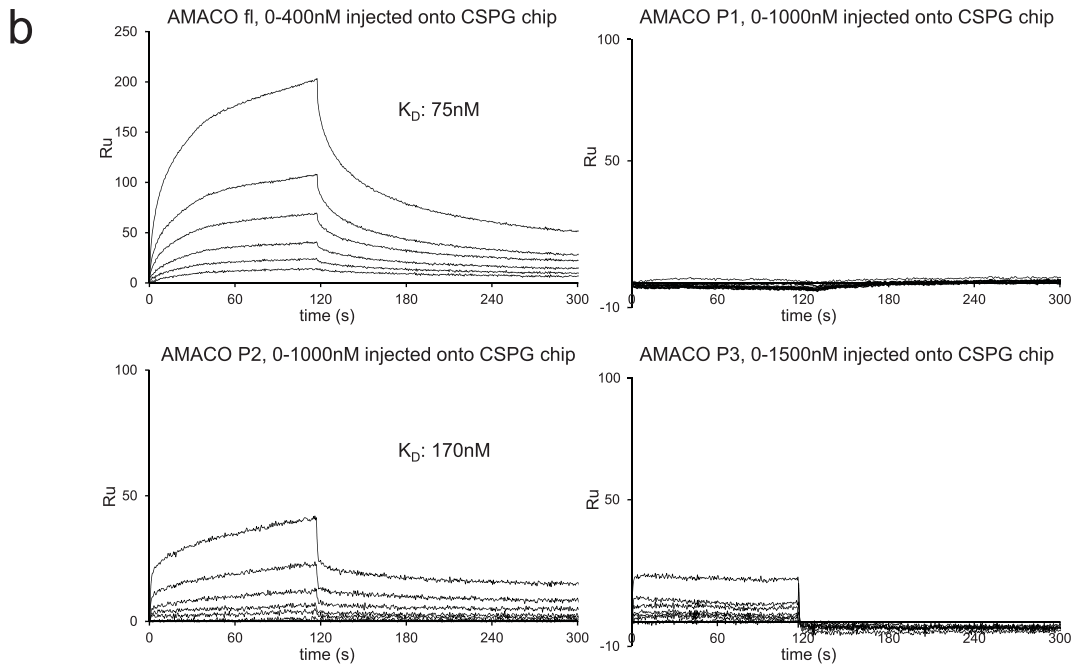 b
AMACO fl, 0-400nM injected onto CSPG chip
250
200
150
100
50
0
Ru
K_D: 75nM
0 60 120 180 240 300
time (s)
AMACO P1, 0-1000nM injected onto CSPG chip
100
50
-10
Ru
0 60 120 180 240 300
time (s)
AMACO P2, 0-1000nM injected onto CSPG chip
100
50
0
Ru
K_D: 170nM
0 60 120 180 240 300
time (s)
AMACO P3, 0-1500nM injected onto CSPG chip
100
50
-10
Ru
0 60 120 180 240 300
time (s)